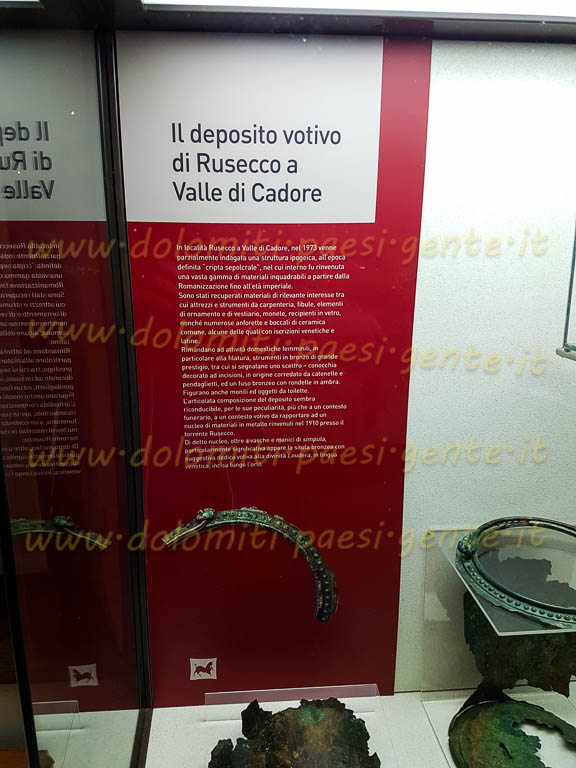 Il deposito votivo
di Rusecco a
Valle di Cadore
In località Rusecco a Valle di Cadore, nel 1973 venne
parzialmente indagata una struttura ipogeica, all'epoca
definita "cripta sepolcrale", nel cui interno fu rinvenuta
una vasta gamma di materiali inquadrabili a partire dalla
Romanizzazione fino all'età imperiale.
Sono stati recuperati materiali di rilevante interesse tra
cui attrezzi e strumenti da carpenteria, fibule, elementi
di ornamento e di vestiario, monete, recipienti in vetro,
nonché numerose anforette e boccali di ceramica
comune, alcune delle quali con iscrizioni venetiche e
latine.
Rimandano ad attività domestiche femminili, in
particolare alla filatura, strumenti in bronzo di grande
prestigio, tra cui si segnalano uno scettro – conocchia
decorato ad incisioni, in origine corredato da catenelle e
pendaglietti, ed un fuso bronzeo con rondelle in ambra.
Figurano anche monili ed oggetti da toilette.
L'articolata composizione del deposito sembra
riconducibile, per le sue peculiarità, più che a un contesto
funerario, a un contesto votivo da rapportare ad un
nucleo di materiali in metallo rinvenuti nel 1910 presso il
torrente Rusecco.
Di detto nucleo, oltre a vasche e manici di simpula,
particolarmente significativa appare la situla bronzea con
suggestiva dedica votiva alla divinità Loudera, in lingua
venetica, incisa lungo l'orlo.
www·dolomiti·paesi·gente·it
www·dolomiti·paesi·gente·it
www·dolomiti·paesi·gente·it
www·dolomiti·paesi·gente·it